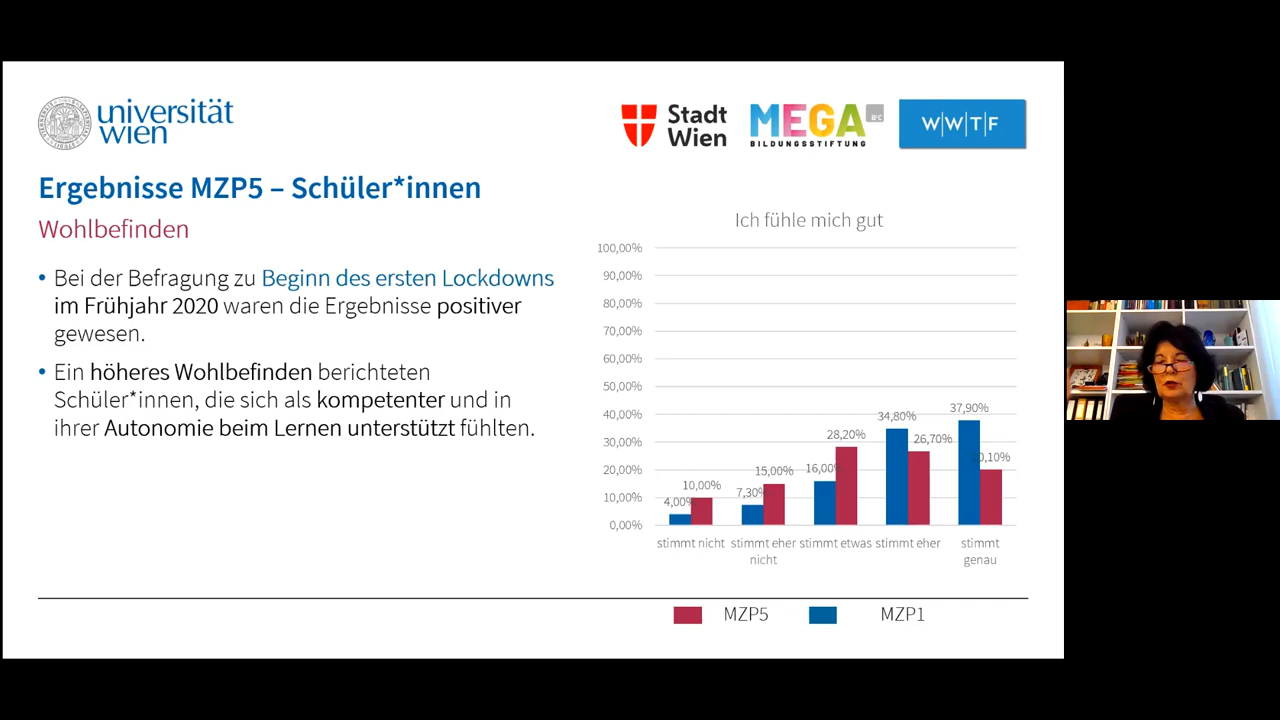 universität
wien
Stadt
Wien
MEGA
B&C
BILDUNGSSTIFTUNG
W|W|T|F
Ergebnisse MZP5 – Schüler*innen
Wohlbefinden
• Bei der Befragung zu Beginn des ersten Lockdowns
im Frühjahr 2020 waren die Ergebnisse positiver
gewesen.
• Ein höheres Wohlbefinden berichteten
Schüler*innen, die sich als kompetenter und in
ihrer Autonomie beim Lernen unterstützt fühlten.
Ich fühle mich gut
100,00%
90,00%
80,00%
70,00%
60,00%
50,00%
40,00%
30,00%
20,00%
10,00%
0,00%
4,00%
10,00%
7,30%
15,00%
16,00%
28,20%
34,80%
26,70%
37,90%
20,10%
stimmt nicht
stimmt eher
nicht
stimmt etwas
stimmt eher
stimmt
genau
MZP5
MZP1